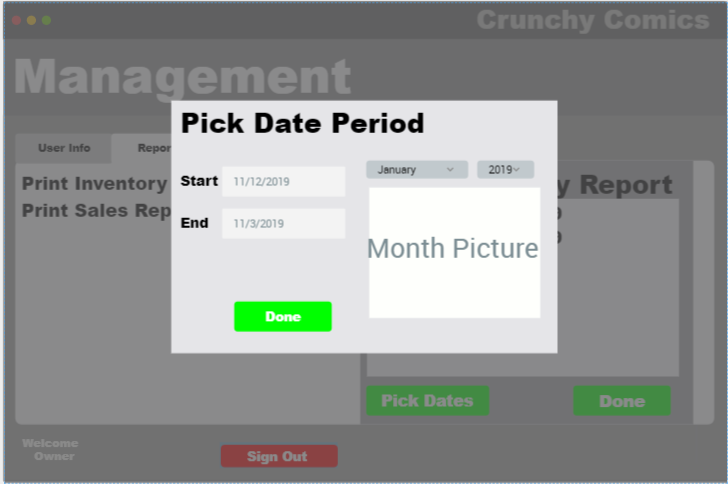 Crunchy Comics
Management
User Info
Repor
Print Inventory
Print Sales Rep
y Report
Pick Date Period
Start
11/12/2019
End
11/3/2019
January
2019
Month Picture
Done
Pick Dates
Done
Welcome
Owner
Sign Out